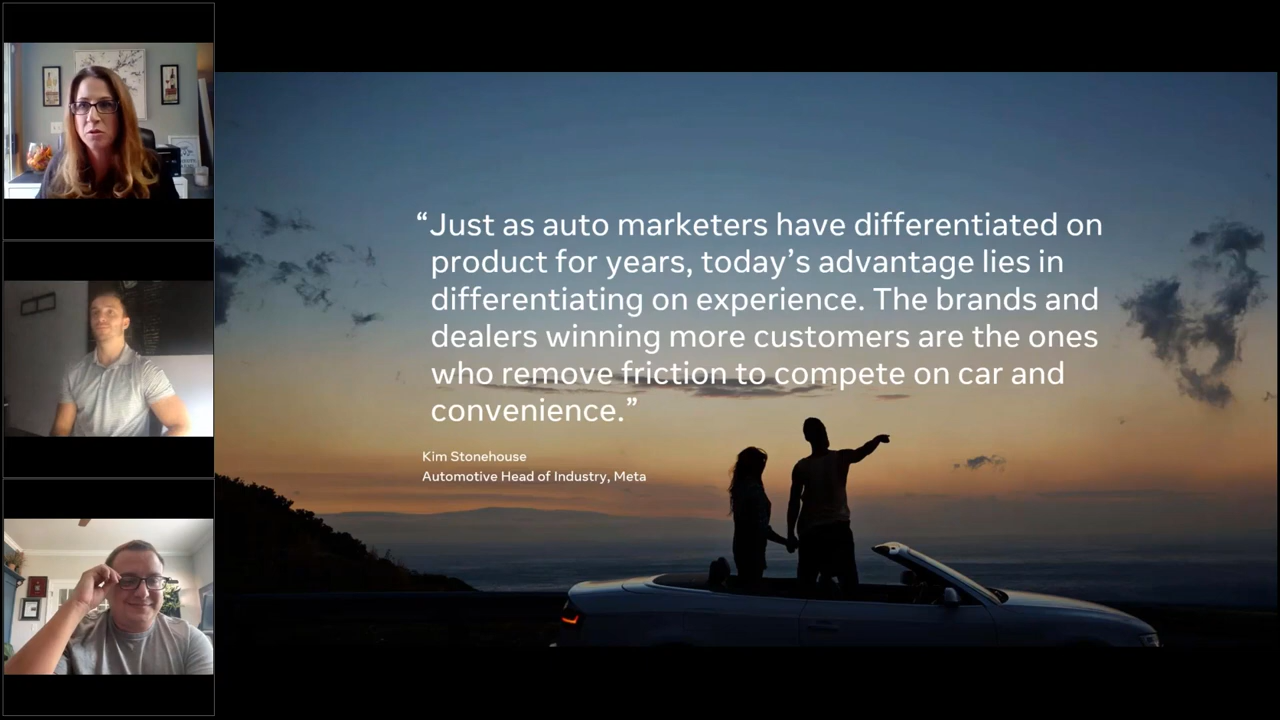 “Just as auto marketers have differentiated on
product for years, today’s advantage lies in
differentiating on experience. The brands and
dealers winning more customers are the ones
who remove friction to compete on car and
convenience.”
Kim Stonehouse
Automotive Head of Industry, Meta